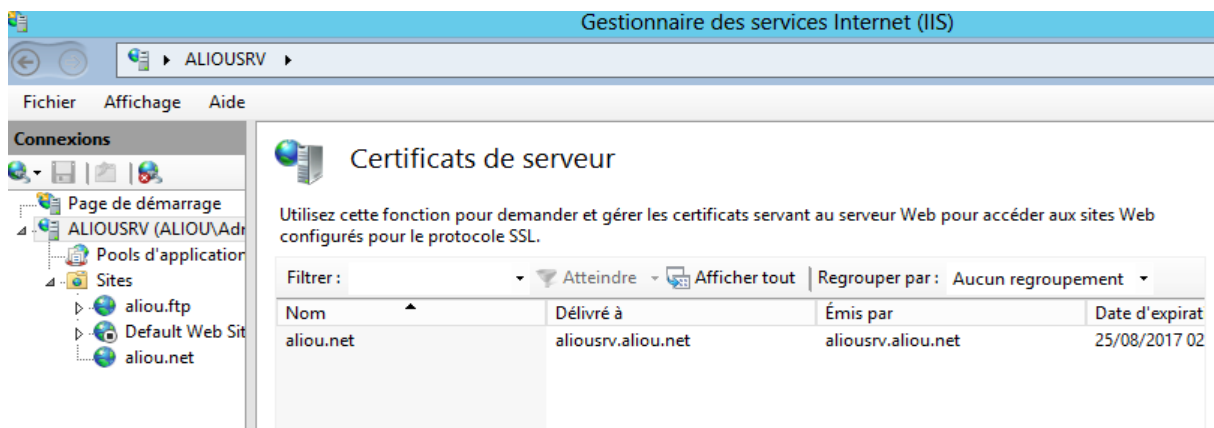 Gestionnaire des services Internet (IIS)
ALIOUSRV
Fichier Affichage Aide
Connexions
Page de démarrage
ALIOUSRV (ALIOU\Adr
Pools d'application
Sites
aliou.ftp
Default Web Sit
aliou.net
Certificats de serveur
Utilisez cette fonction pour demander et gérer les certificats servant au serveur Web pour accéder aux sites Web
configurés pour le protocole SSL.
Filtrer : Atteindre Afficher tout Regrouper par : Aucun regroupement
Nom Délivré à Émis par Date d'expirat
aliou.net aliousrv.aliou.net aliousrv.aliou.net 25/08/2017 02